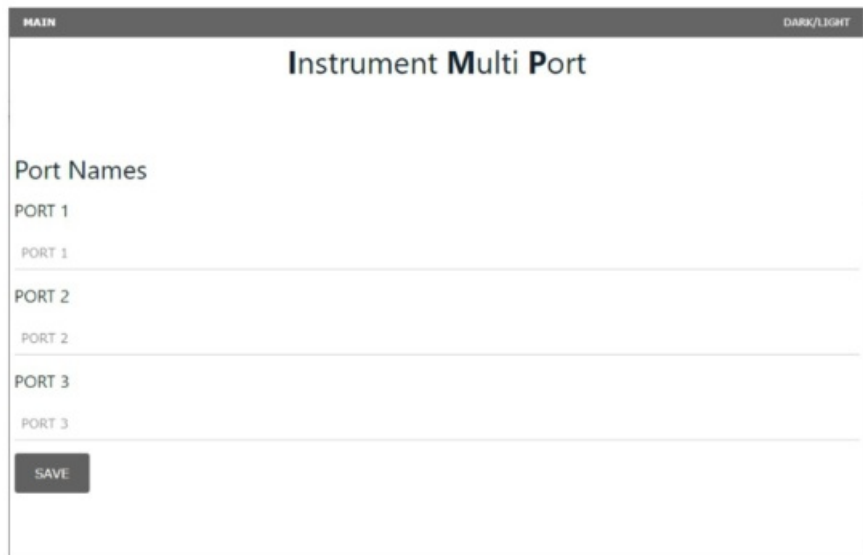 MAIN DARK/LIGHT
Instrument Multi Port
Port Names
PORT 1
PORT 1
PORT 2
PORT 2
PORT 3
PORT 3
SAVE